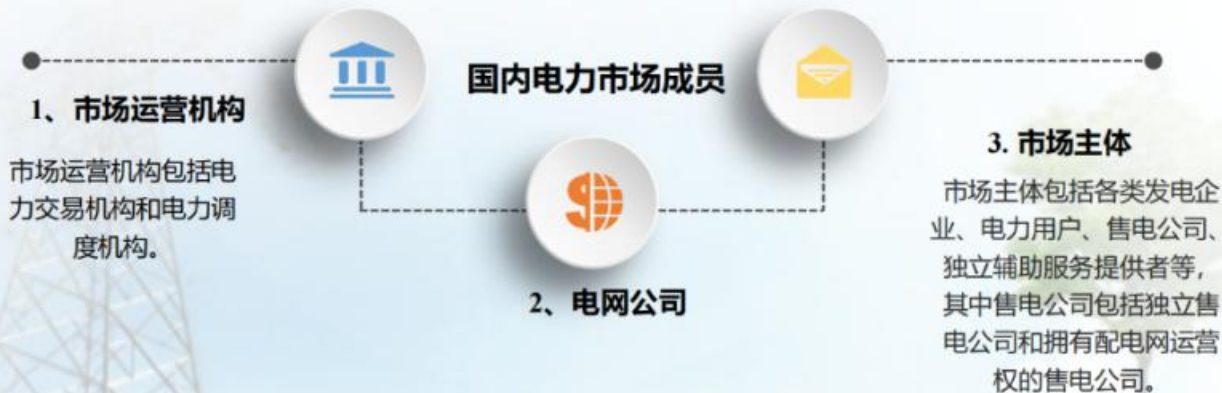 国内电力市场成员
1、市场运营机构
市场运营机构包括电
力交易机构和电力调
度机构。
2、电网公司
3. 市场主体
市场主体包括各类发电企
业、电力用户、售电公司、
独立辅助服务提供者等，
其中售电公司包括独立售
电公司和拥有配电网运营
权的售电公司。